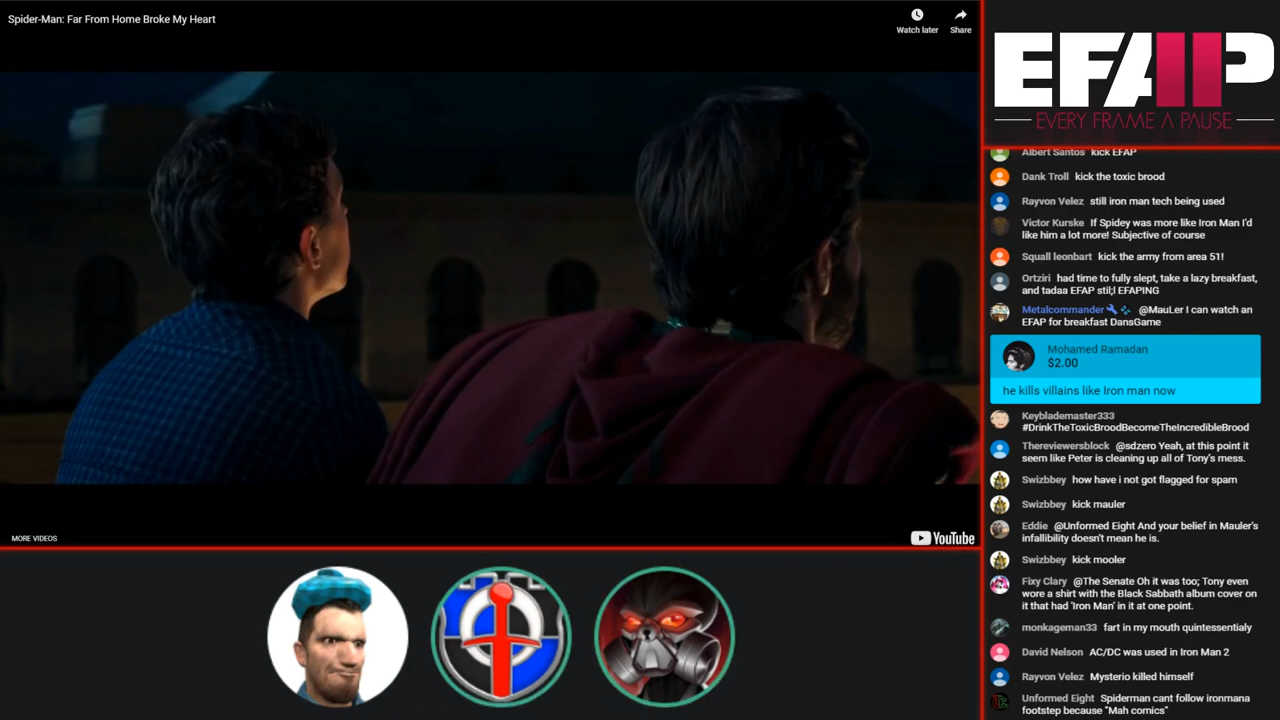 Spider-Man: Far From Home Broke My Heart
Watch later
Share
MORE VIDEOS
YouTube
EFAP
EVERY FRAME A PAUSE
Albert Santos kick EFAP
Dank Troll kick the toxic brood
Rayvon Velez still iron man tech being used
Victor Kurske If Spidey was more like Iron Man I'd
like him a lot more! Subjective of course
Squall leonbart kick the army from area 51!
Ortziri had time to fully slept, take a lazy breakfast,
and tadaa EFAP stil;l EFAPING
Metalcommander @MauLer I can watch an
EFAP for breakfast DansGame
Mohamed Ramadan
$2.00
he kills villains like Iron man now
Keyblademaster333
#DrinkTheToxicBroodBecomeTheIncredibleBrood
Thereviewersblock @sdzero Yeah, at this point it
seem like Peter is cleaning up all of Tony's mess.
Swizbbey how have i not got flagged for spam
Swizbbey kick mauler
Eddie @Unformed Eight And your belief in Mauler's
infallibility doesn't mean he is.
Swizbbey kick mooler
Fixy Clary @The Senate Oh it was too; Tony even
wore a shirt with the Black Sabbath album cover on
it that had 'Iron Man' in it at one point.
monkageman33 fart in my mouth quintessentialy
David Nelson AC/DC was used in Iron Man 2
Rayvon Velez Mysterio killed himself
Unformed Eight Spiderman cant follow ironmana
footstep because "Mah comics"